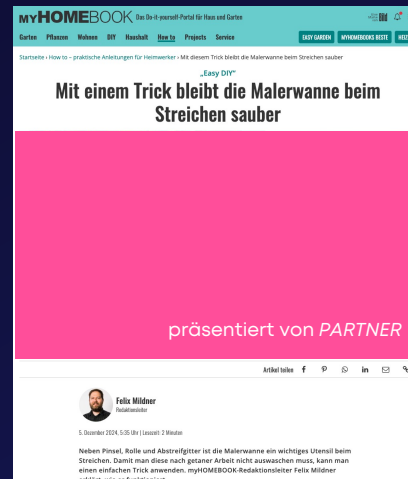 MYHOMEBOOK Das Do-it-yourself-Portal für Haus und Garten
Garten Pflanzen Wohnen DIY Haushalt How to Projects Service EASY GARDEN MYHOMEBOOKS BESTE
Startseite › How to – praktische Anleitungen für Heimwerker › Mit diesem Trick bleibt die Malerwanne beim Streichen sauber
„Easy DIY“
Mit einem Trick bleibt die Malerwanne beim
Streichen sauber
präsentiert von PARTNER
Artikel teilen
Felix Mildner
Redaktionsleiter
5. Dezember 2024, 5:35 Uhr | Lesezeit: 2 Minuten
Neben Pinsel, Rolle und Abstreifgitter ist die Malerwanne ein wichtiges Utensil beim
Streichen. Damit man diese nach getaner Arbeit nicht auswaschen muss, kann man
einen einfachen Trick anwenden. myHOMEBOOK-Redaktionsleiter Felix Mildner